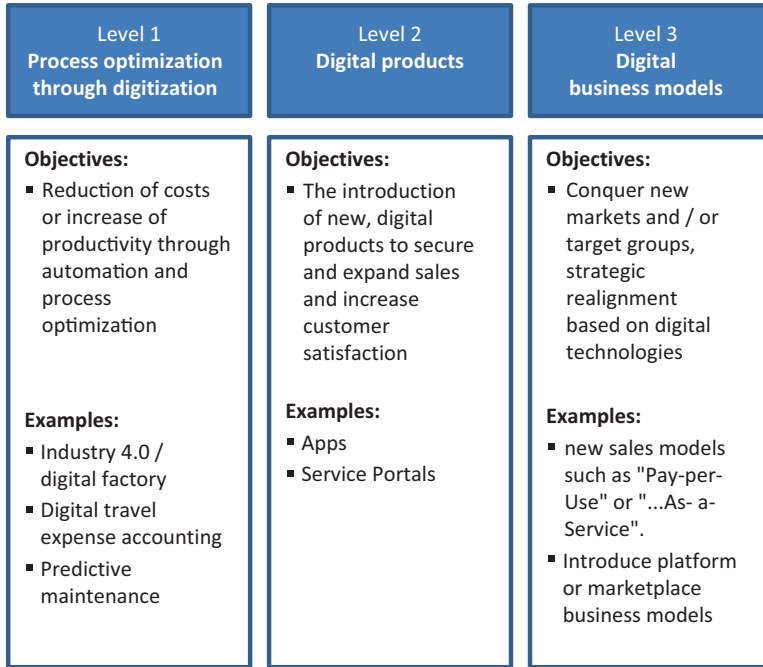 Level 1
Process optimization
through digitization
Objectives:
▪ Reduction of costs
or increase of
productivity through
automation and
process
optimization
Examples:
▪ Industry 4.0 /
digital factory
▪ Digital travel
expense accounting
▪ Predictive
maintenance
Level 2
Digital products
Objectives:
▪ The introduction
of new, digital
products to secure
and expand sales
and increase
customer
satisfaction
Examples:
▪ Apps
▪ Service Portals
Level 3
Digital
business models
Objectives:
▪ Conquer new
markets and / or
target groups,
strategic
realignment
based on digital
technologies
Examples:
▪ new sales models
such as "Pay-per-
Use" or "...As- a-
Service".
▪ Introduce platform
or marketplace
business models